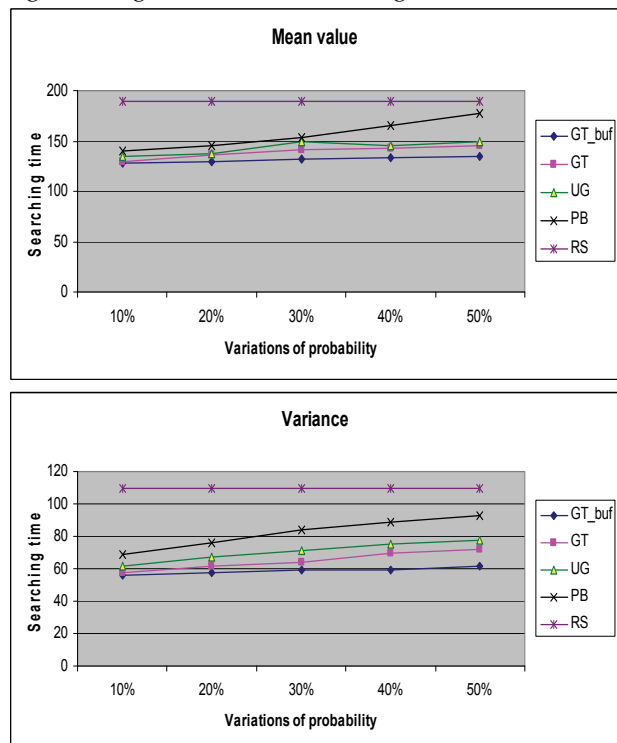 Mean value
200
150
100
50
0
Searching time
10% 20% 30% 40% 50%
Variations of probability
GT_buf
GT
UG
PB
RS
Variance
120
100
80
60
40
20
0
Searching time
10% 20% 30% 40% 50%
Variations of probability
GT_buf
GT
UG
PB
RS